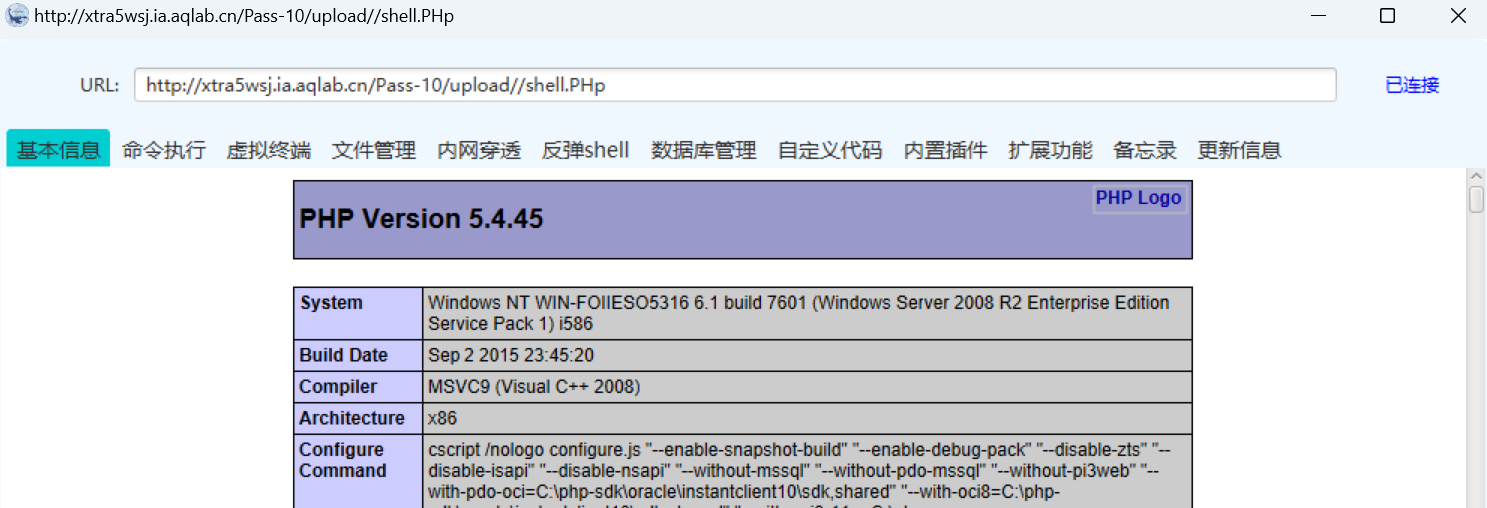 http://xtra5wsj.ia.aqlab.cn/Pass-10/upload//shell.PHp
URL: http://xtra5wsj.ia.aqlab.cn/Pass-10/upload//shell.PHp 已连接
基本信息 命令执行 虚拟终端 文件管理 内网穿透 反弹shell 数据库管理 自定义代码 内置插件 扩展功能 备忘录 更新信息
PHP Logo
PHP Version 5.4.45
System Windows NT WIN-FOIIESO5316 6.1 build 7601 (Windows Server 2008 R2 Enterprise Edition
Service Pack 1) i586
Build Date Sep 2 2015 23:45:20
Compiler MSVC9 (Visual C++ 2008)
Architecture x86
Configure cscript /nologo configure.js "--enable-snapshot-build" "--enable-debug-pack" "--disable-zts" "--
Command disable-isapi" "--disable-nsapi" "--without-mssql" "--without-pdo-mssql" "--without-pi3web" "--
with-pdo-oci=C:\php-sdk\oracle\instantclient10\sdk,shared" "--with-oci8=C:\php-